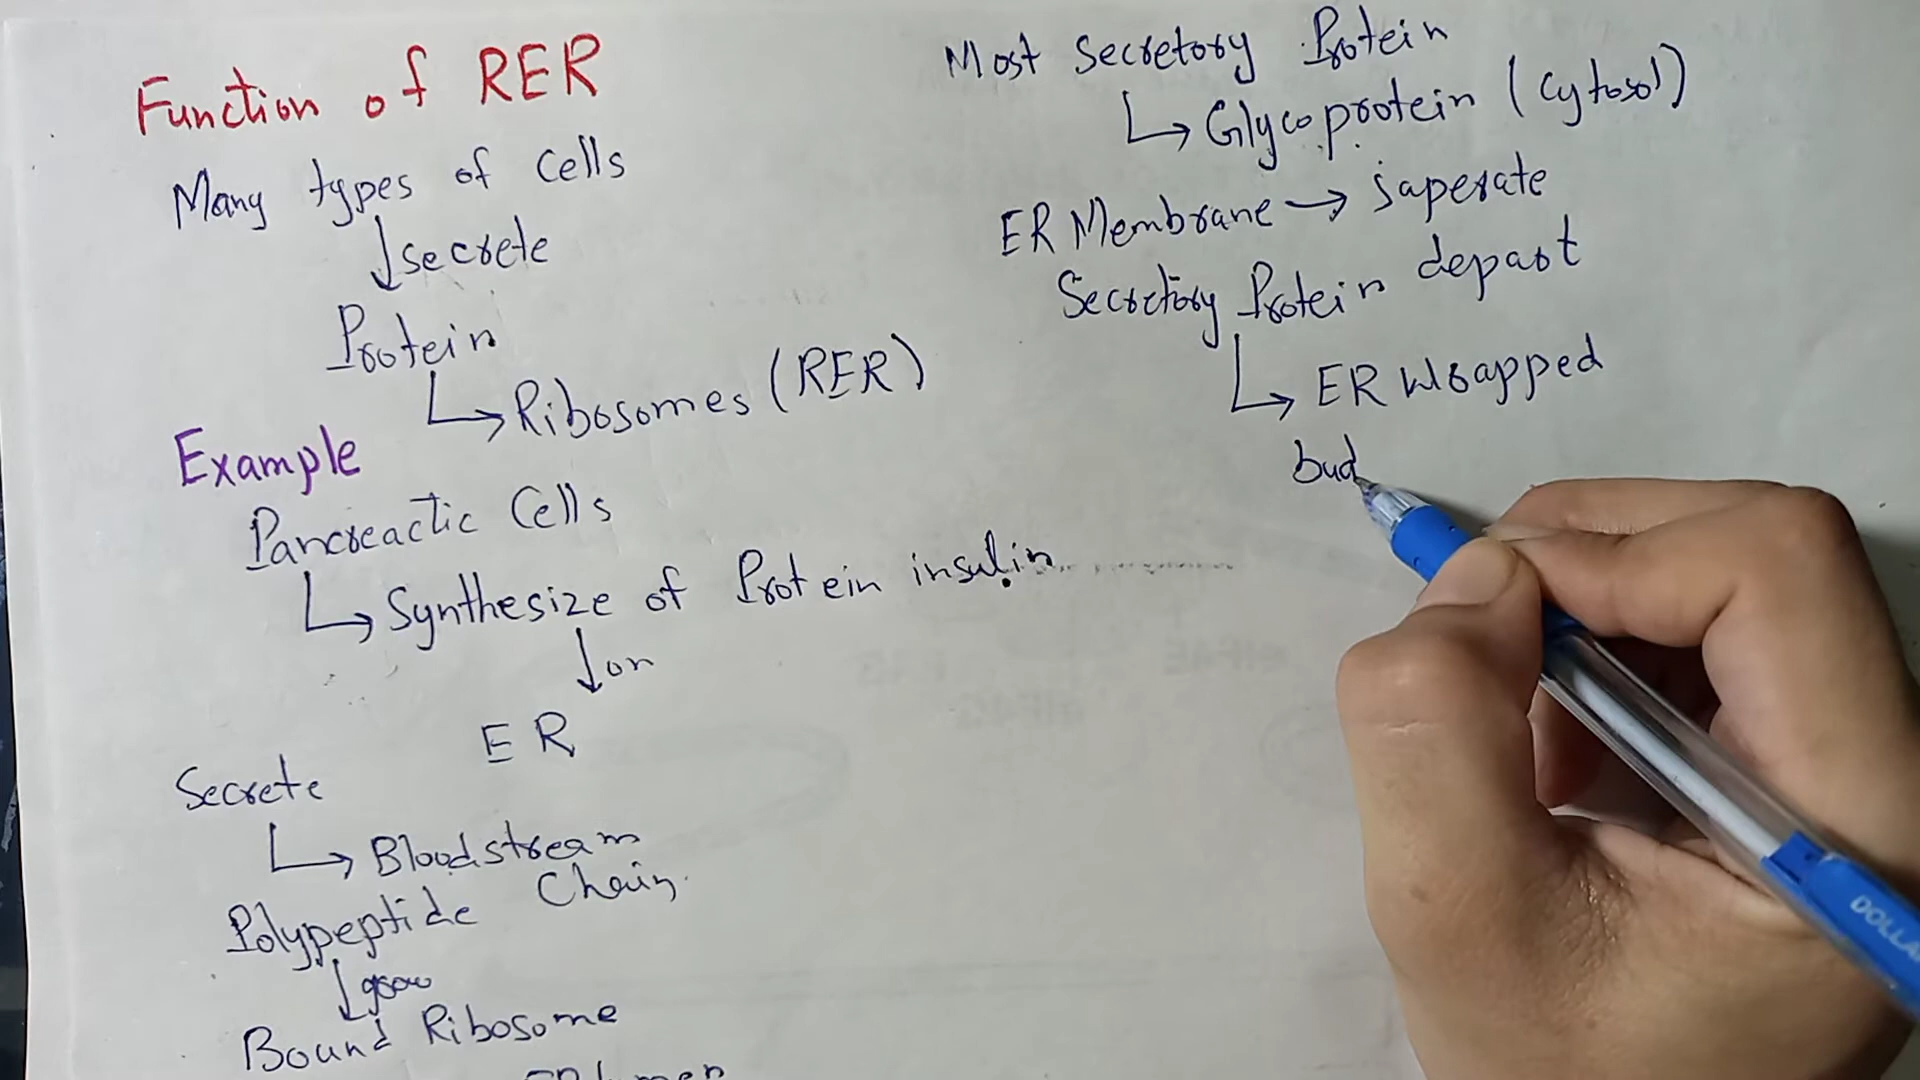 Function of RER
Many types of cells
secrete
Protein
Ribosomes (RER)
Example
Pancreactic Cells
Synthesize of Protein insulin
on
ER
Secrete
Bloodstream
Polypeptide Chain
grow
Bound Ribosome
Most Secretory Protein
Glycoprotein (Cytosol)
ER Membrane → saperate
Secretory Protein depart
ER wrapped
bud
DOLLA